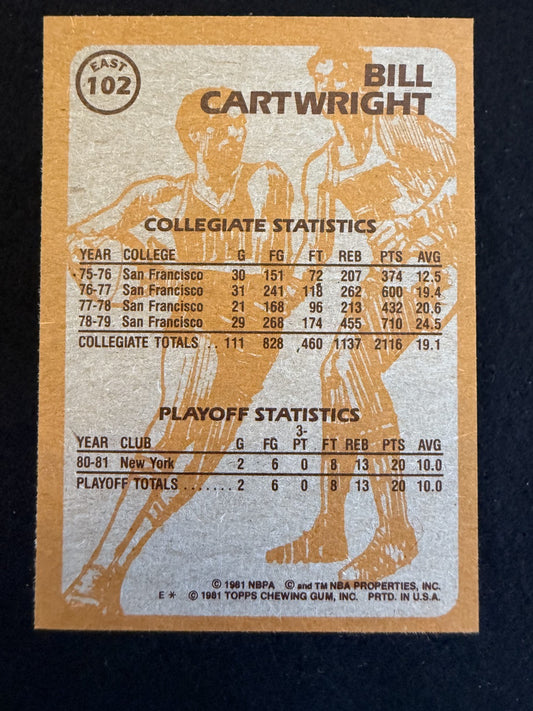 EAST
102
BILL
CARTWRIGHT
COLLEGIATE STATISTICS
YEAR COLLEGE G FG FT REB PTS AVG
75-76 San Francisco 30 151 72 207 374 12.5
76-77 San Francisco 31 241 118 262 600 19.4
77-78 San Francisco 21 168 96 213 432 20.6
78-79 San Francisco 29 268 174 455 710 24.5
COLLEGIATE TOTALS . . 111 828 460 1137 2116 19.1
PLAYOFF STATISTICS
YEAR CLUB G FG 3-PT FT REB PTS AVG
80-81 New York 2 6 0 8 13 20 10.0
PLAYOFF TOTALS . . . . . . . 2 6 0 8 13 20 10.0
© 1981 NBPA © and TM NBA PROPERTIES, INC.
E * © 1981 TOPPS CHEWING GUM, INC. PRTD. IN U.S.A.